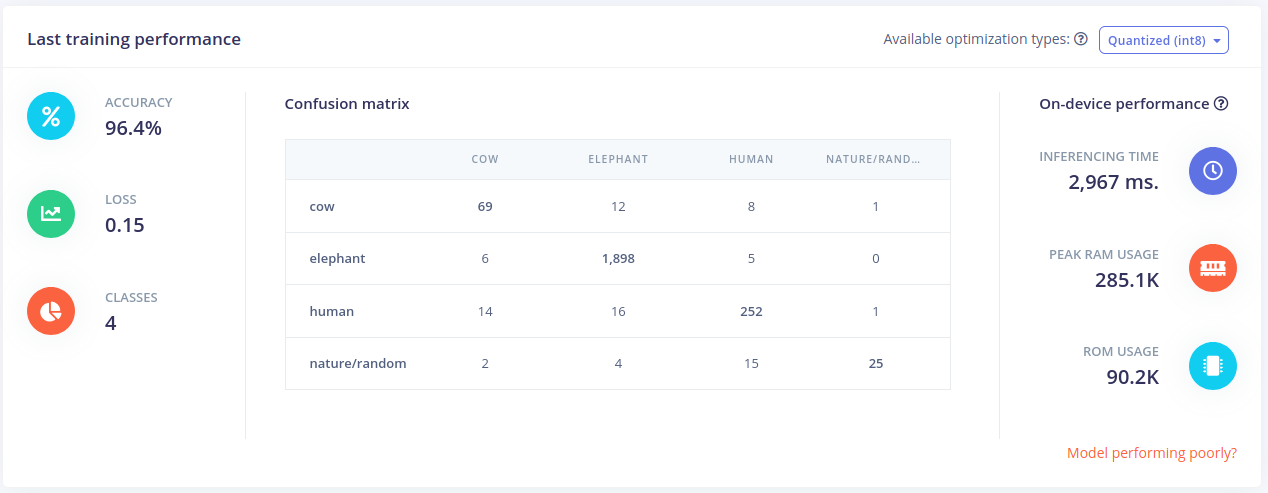 Last training performance
Available optimization types:
Quantized (int8)
ACCURACY
96.4%
LOSS
0.15
CLASSES
4
Confusion matrix
COW ELEPHANT HUMAN NATURE/RAND...
cow 69 12 8 1
elephant 6 1,898 5 0
human 14 16 252 1
nature/random 2 4 15 25
On-device performance
INFERENCING TIME
2,967 ms.
PEAK RAM USAGE
285.1K
ROM USAGE
90.2K
Model performing poorly?